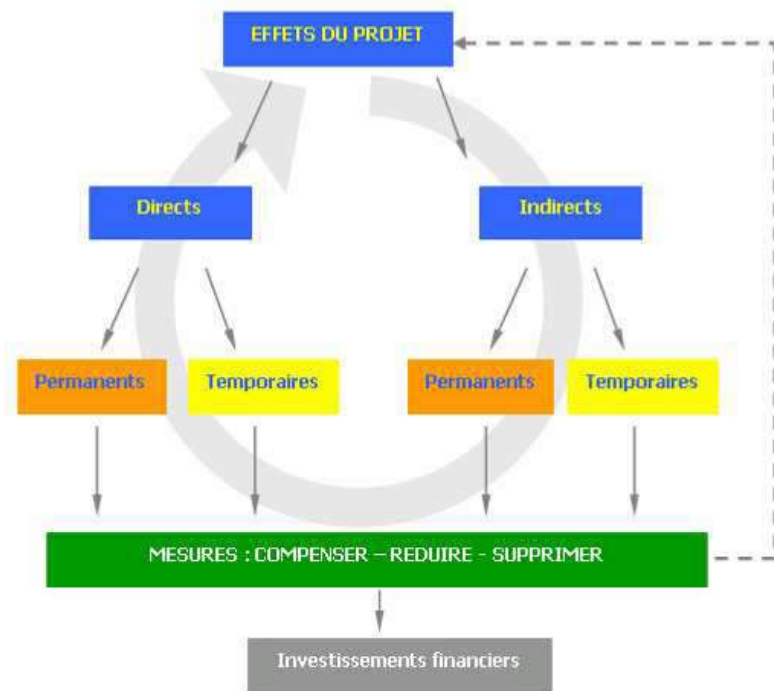 EFFETS DU PROJET
Directs
Indirects
Permanents
Temporaires
Permanents
Temporaires
MESURES : COMPENSER – REDUIRE - SUPPRIMER
Investissements financiers